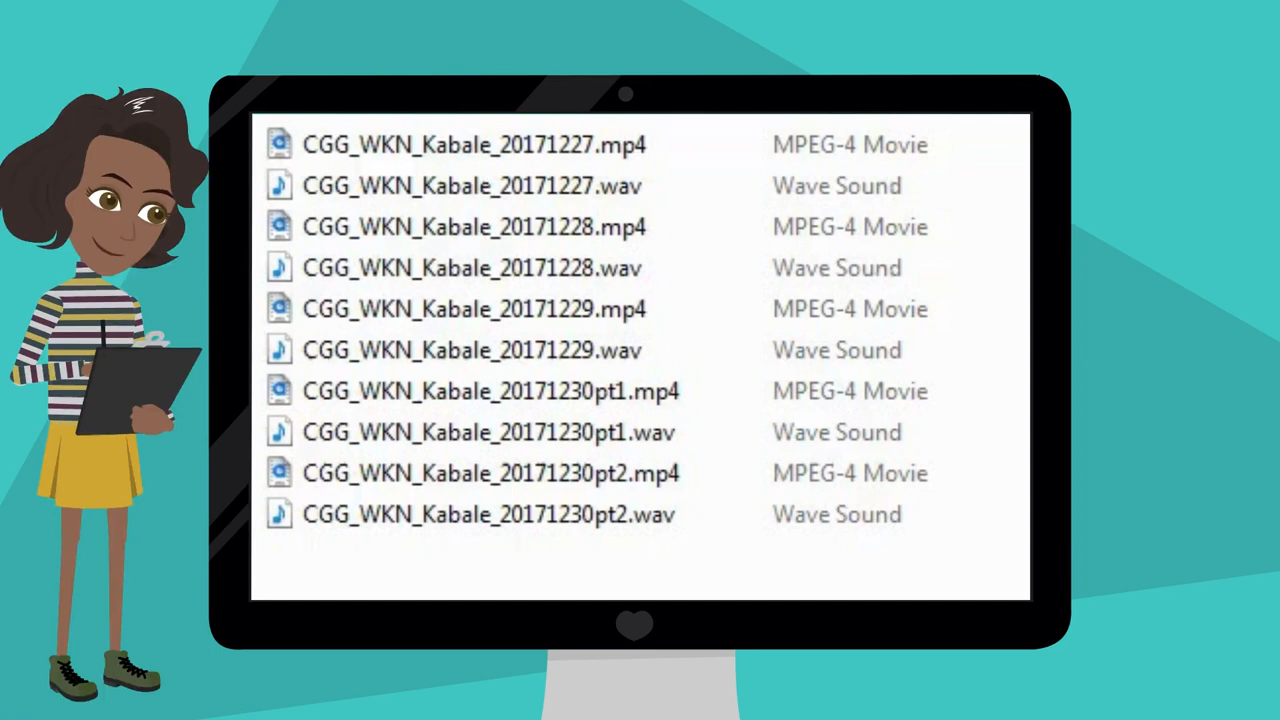 CGG_WKN_Kabale_20171227.mp4 MPEG-4 Movie
CGG_WKN_Kabale_20171227.wav Wave Sound
CGG_WKN_Kabale_20171228.mp4 MPEG-4 Movie
CGG_WKN_Kabale_20171228.wav Wave Sound
CGG_WKN_Kabale_20171229.mp4 MPEG-4 Movie
CGG_WKN_Kabale_20171229.wav Wave Sound
CGG_WKN_Kabale_20171230pt1.mp4 MPEG-4 Movie
CGG_WKN_Kabale_20171230pt1.wav Wave Sound
CGG_WKN_Kabale_20171230pt2.mp4 MPEG-4 Movie
CGG_WKN_Kabale_20171230pt2.wav Wave Sound